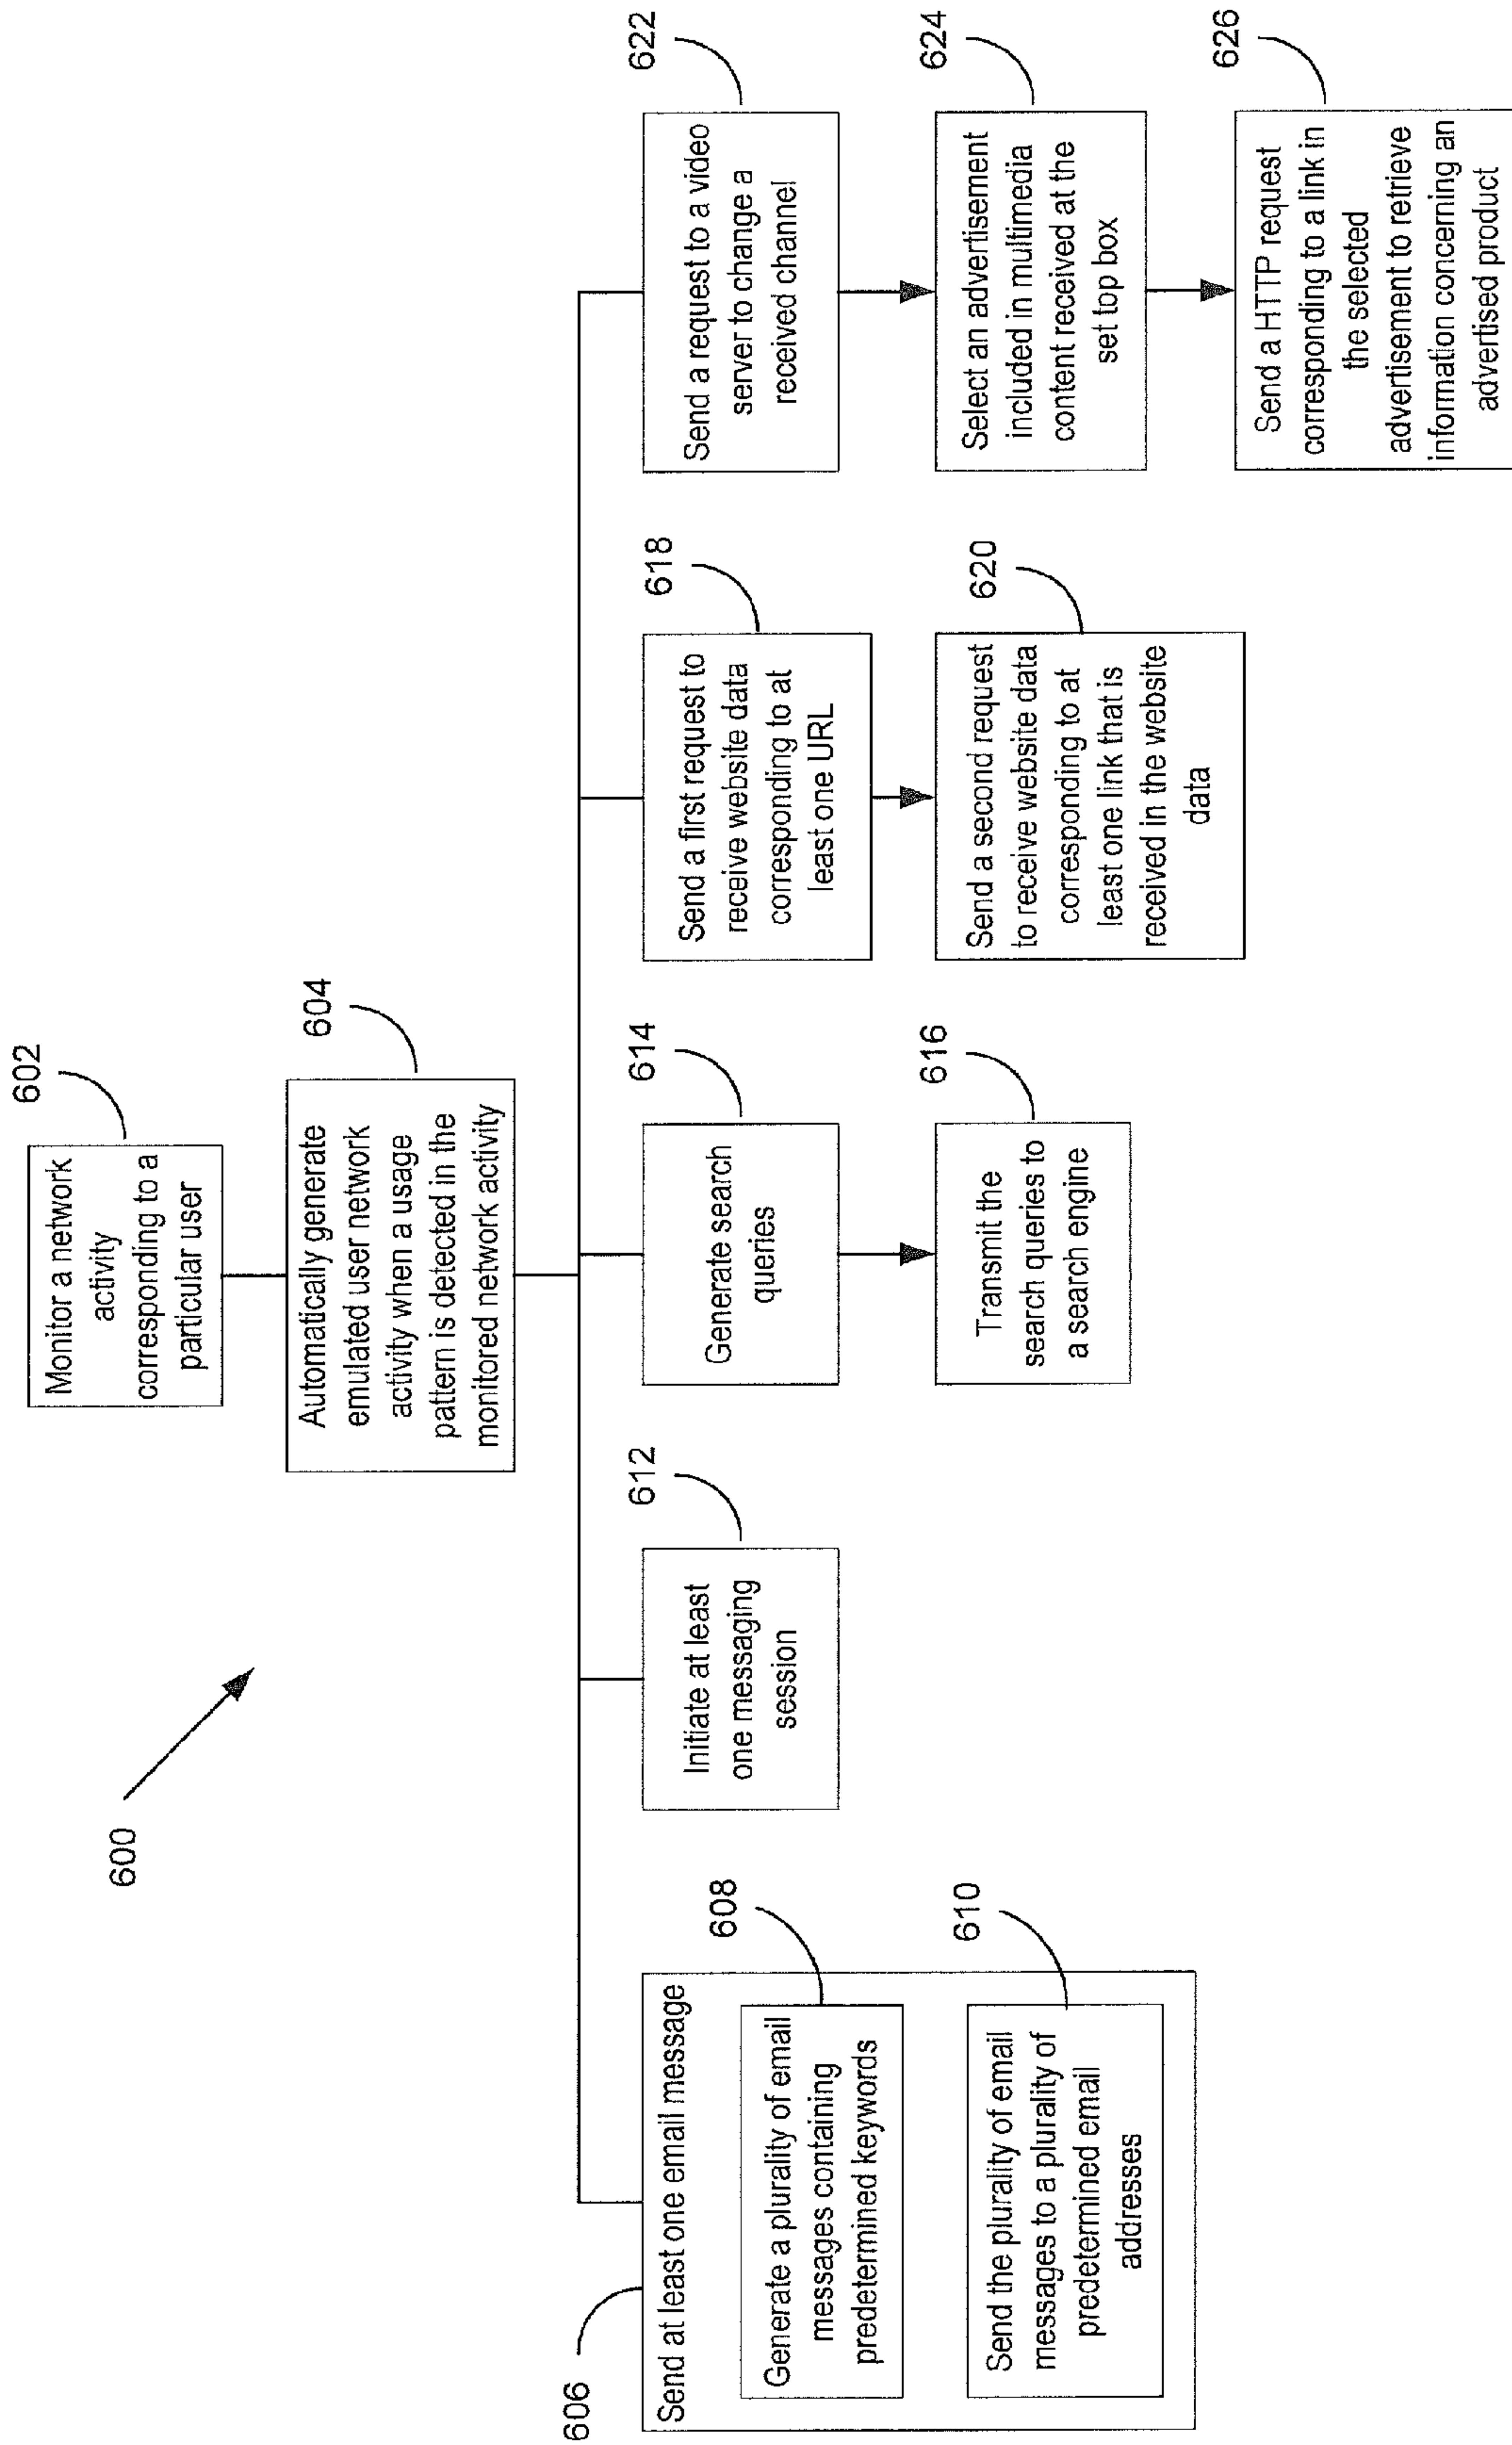 600
602
Monitor a network
activity
corresponding to a
particular user
604
Automatically generate
emulated user network
activity when a usage
pattern is detected in the
monitored network activity
606
Send at least one email message
608
Generate a plurality of email
messages containing
predetermined keywords
610
Send the plurality of email
messages to a plurality of
predetermined email
addresses
612
Initiate at least
one messaging
session
614
Generate search
queries
616
Transmit the
search queries to
a search engine
618
Send a first request to
receive website data
corresponding to at
least one URL
620
Send a second request
to receive website data
corresponding to at
least one link that is
received in the website
data
622
Send a request to a video
server to change a
received channel
624
Select an advertisement
included in multimedia
content received at the
set top box
626
Send a HTTP request
corresponding to a link in
the selected
advertisement to retrieve
information concerning an
advertised product